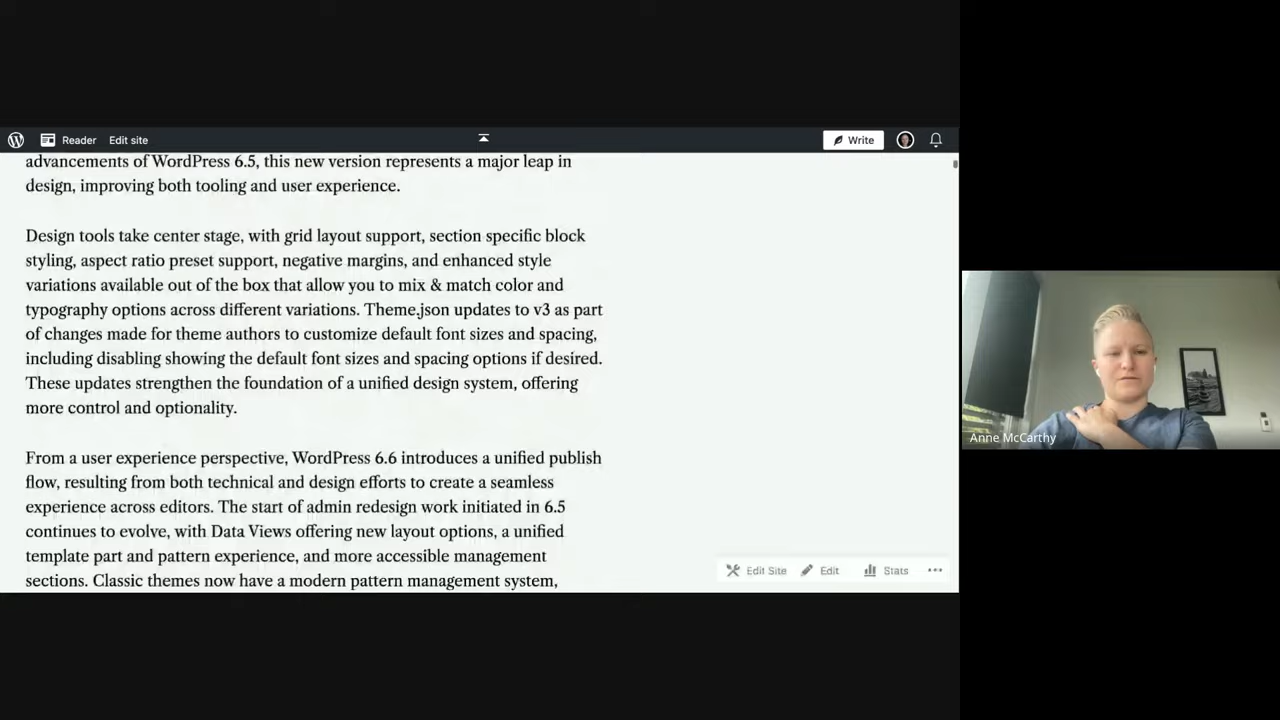 Reader Edit site Write
advancements of WordPress 6.5, this new version represents a major leap in
design, improving both tooling and user experience.
Design tools take center stage, with grid layout support, section specific block
styling, aspect ratio preset support, negative margins, and enhanced style
variations available out of the box that allow you to mix & match color and
typography options across different variations. Theme.json updates to v3 as part
of changes made for theme authors to customize default font sizes and spacing,
including disabling showing the default font sizes and spacing options if desired.
These updates strengthen the foundation of a unified design system, offering
more control and optionality.
From a user experience perspective, WordPress 6.6 introduces a unified publish
flow, resulting from both technical and design efforts to create a seamless
experience across editors. The start of admin redesign work initiated in 6.5
continues to evolve, with Data Views offering new layout options, a unified
template part and pattern experience, and more accessible management
sections. Classic themes now have a modern pattern management system,
Edit Site Edit Stats
Anne McCarthy